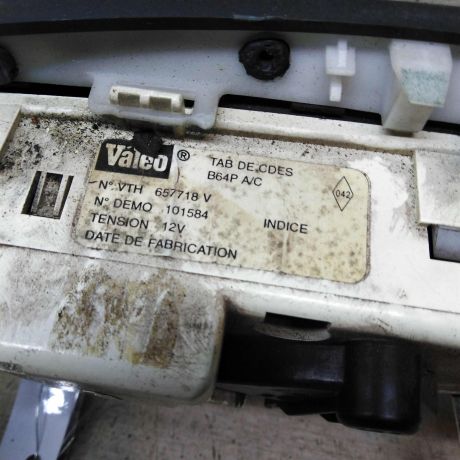 Valeo ®
TAB DE CDES
B64P A/C
042
N° VTH 657718 V
N° DEMO 101584
INDICE
TENSION 12V
DATE DE FABRICATION